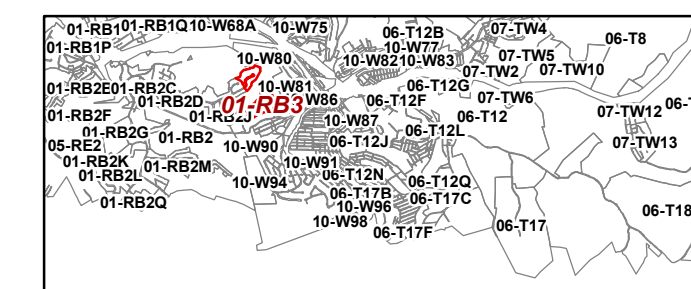 01-RB1 01-RB1Q 10-W68A 10-W75 06-T12B 07-TW4 06-T8
01-RB1P 10-W77 07-TW5
10-W80 10-W82 10-W83 07-TW2 07-TW10
01-RB2E 01-RB2C 10-W81 06-T12G
01-RB2D 01-RB3 W86 06-T12F 07-TW6 07-TW12
01-RB2F 01-RB2J 10-W87 06-T12
01-RB2G 01-RB2 06-T12J 06-T12L 07-TW13
05-RE2 10-W90
01-RB2K 01-RB2M 10-W91
01-RB2L 10-W94 06-T12N 06-T12Q
01-RB2Q 06-T17B 06-T17C
10-W96 06-T18
10-W98 06-T17F 06-T17